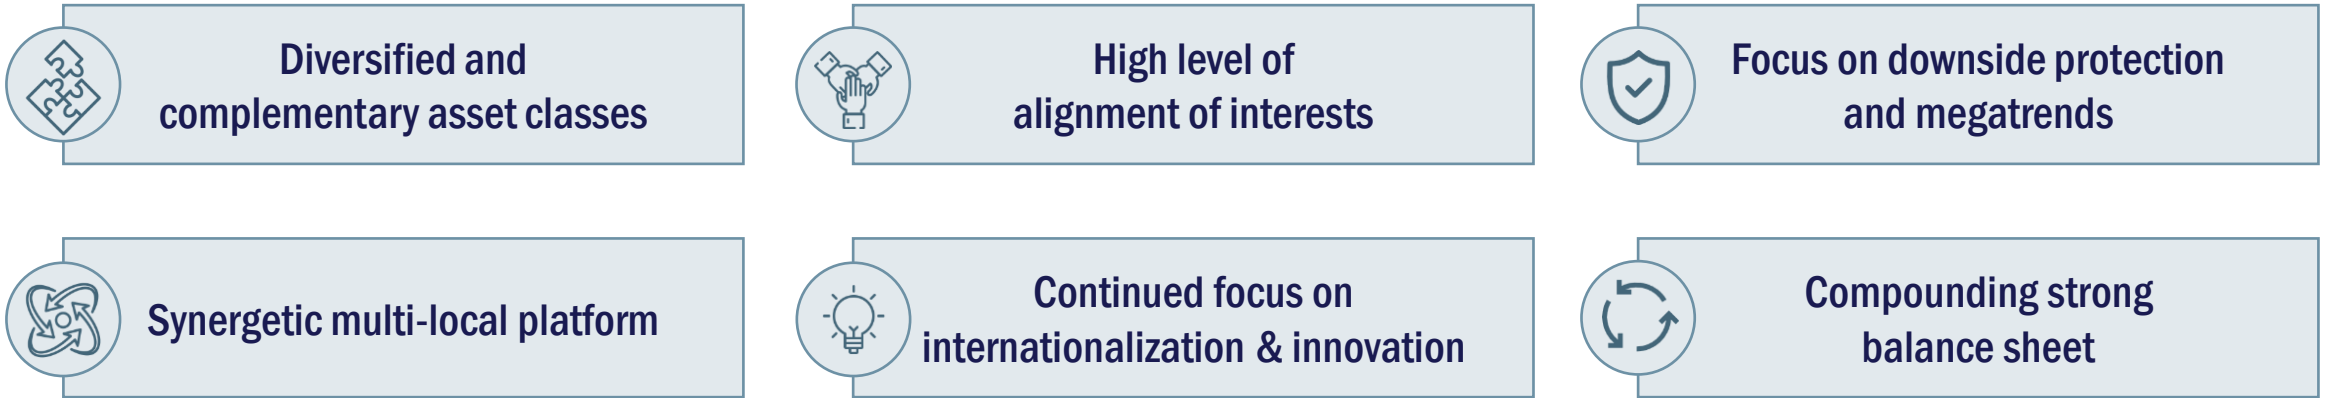 Diversified and
complementary asset classes
High level of
alignment of interests
Focus on downside protection
and megatrends
Synergetic multi-local platform
Continued focus on
internationalization & innovation
Compounding strong
balance sheet